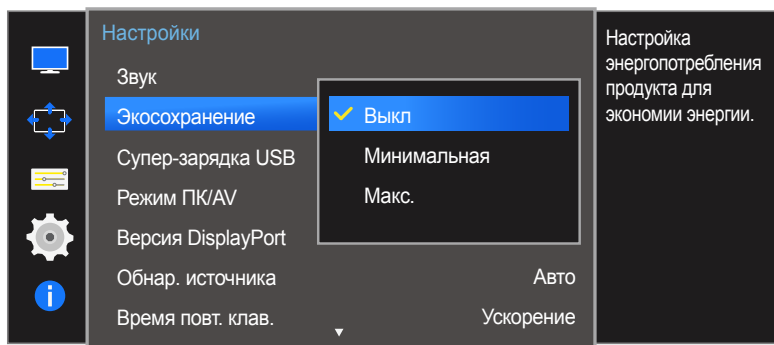 Настройки
Звук
Экосохранение
Супер-зарядка USB
Режим ПК/AV
Версия DisplayPort
Обнар. источника Авто
Время повт. клав. Ускорение
Выкл
Минимальная
Макс.
Настройка
энергопотребления
продукта для
экономии энергии.